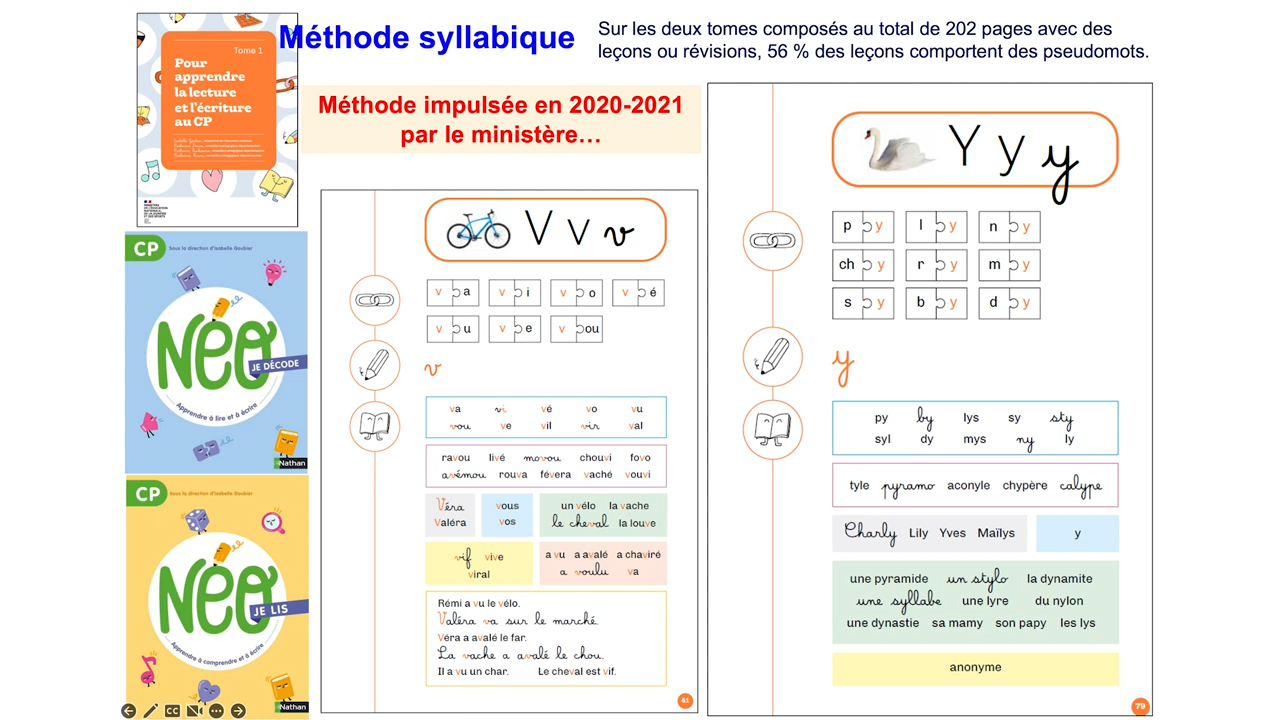 Méthode syllabique
Sur les deux tomes composés au total de 202 pages avec des
leçons ou révisions, 56 % des leçons comportent des pseudomots.
Méthode impulsée en 2020-2021
par le ministère…
Tome 1
Pour
apprendre
la lecture
et l'écriture
au CP
CP
Sous la direction d'Isabelle Goubier
Néo
JE DÉCODE
Apprendre à lire et à écrire
Nathan
CP
Sous la direction d'Isabelle Goubier
Néo
JE LIS
Apprendre à comprendre et à écrire
Nathan
CC
V v v
v a v i v o v é
v u v e v ou
v
va vi vé vo vu
vou ve vil vir val
ravou livé movou chouvi fovo
avémou rouva févera vaché vouvi
Véra
Valéra
vous
vos
un vélo la vache
le cheval la louve
vif vive
viral
a vu a avalé a chaviré
a voulu va
Rémi a vu le vélo.
Valéra va sur le marché.
Véra a avalé le far.
La vache a avalé le chou.
Il a vu un char. Le cheval est vif.
41
Y y y
p y l y n y
ch y r y m y
s y b y d y
y
py by lys sy sty
syl dy mys ny ly
tyle pyramo aconyle chypère calype
Charly Lily Yves Maïlys
y
une pyramide un stylo la dynamite
une syllabe une lyre du nylon
une dynastie sa mamy son papy les lys
anonyme
79